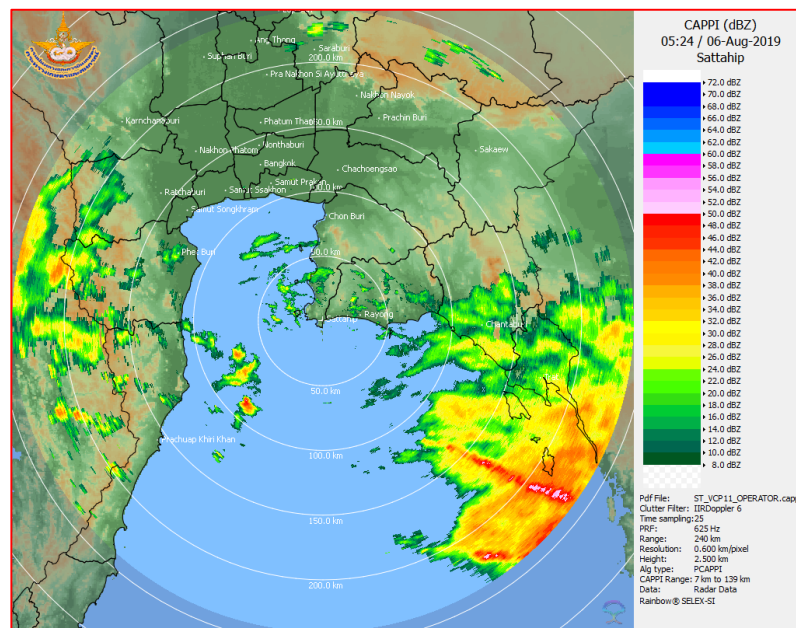 CAPPI (dBZ)
05:24 / 06-Aug-2019
Sattahip
72.0 dBZ
70.0 dBZ
68.0 dBZ
66.0 dBZ
64.0 dBZ
62.0 dBZ
60.0 dBZ
58.0 dBZ
56.0 dBZ
54.0 dBZ
52.0 dBZ
50.0 dBZ
48.0 dBZ
46.0 dBZ
44.0 dBZ
42.0 dBZ
40.0 dBZ
38.0 dBZ
36.0 dBZ
34.0 dBZ
32.0 dBZ
30.0 dBZ
28.0 dBZ
26.0 dBZ
24.0 dBZ
22.0 dBZ
20.0 dBZ
18.0 dBZ
16.0 dBZ
14.0 dBZ
12.0 dBZ
10.0 dBZ
8.0 dBZ
Pdf File: ST_VCP11_OPERATOR.capp
Clutter Filter: IIRDoppler 6
Time sampling:25
PRF: 625 Hz
Range: 240 km
Resolution: 0.600 km/pixel
Height: 2.500 km
Alg type: PCAPPI
CAPPI Range: 7 km to 139 km
Data: Radar Data
Rainbow® SELEX-SI
Ang Thong
Sarabun
Suphan Buri
200.0 km
Pra Nakhon Si Ayuttaya
Nakhon Nayok
Karnchanaburi
Phatum Thani
Prachin Buri
Nonthaburi
Nakhon Phatom
Bangkok
Sakaew
Chachoengsao
Samut Prakan
Ratchaburi
Samut Ssakhon
Samut Songkhram
Chon Buri
Phet Buri
50.0 km
Rayong
Chantaburi
50.0 km
Prachuap Khiri Khan
100.0 km
150.0 km
200.0 km